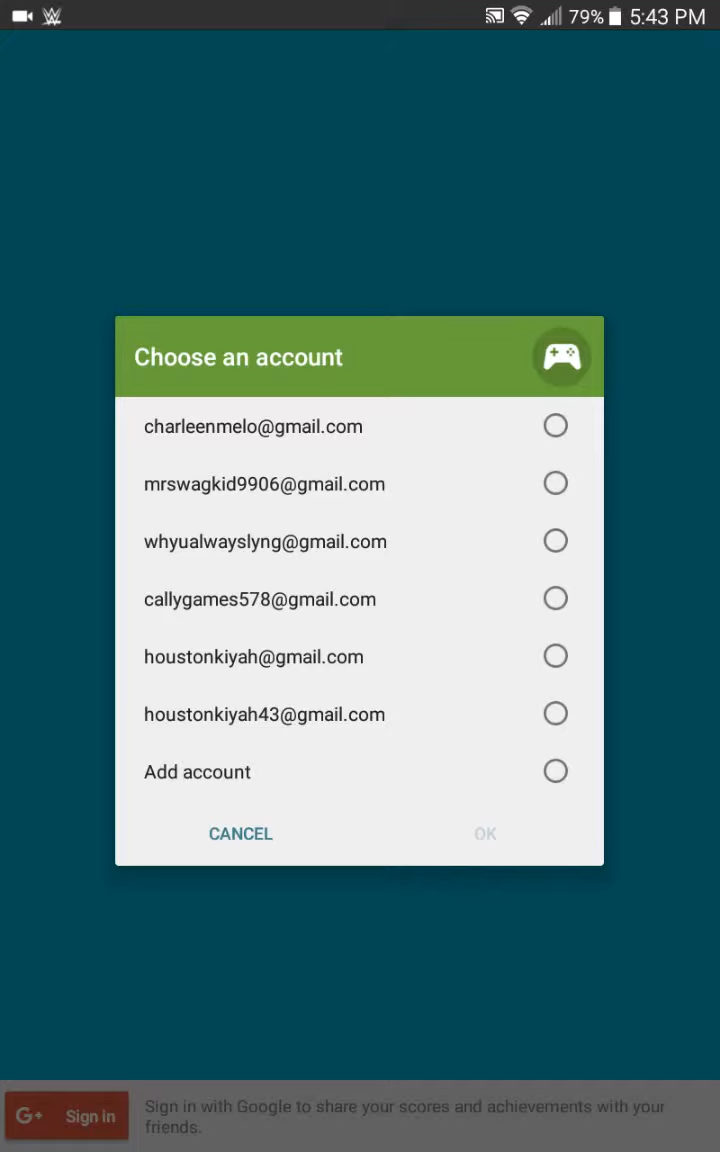 79% 5:43 PM
Choose an account
charleenmelo@gmail.com
mrswagkid9906@gmail.com
whyualwayslyng@gmail.com
callygames578@gmail.com
houstonkiyah@gmail.com
houstonkiyah43@gmail.com
Add account
CANCEL OK
G+ Sign in
Sign in with Google to share your scores and achievements with your
friends.